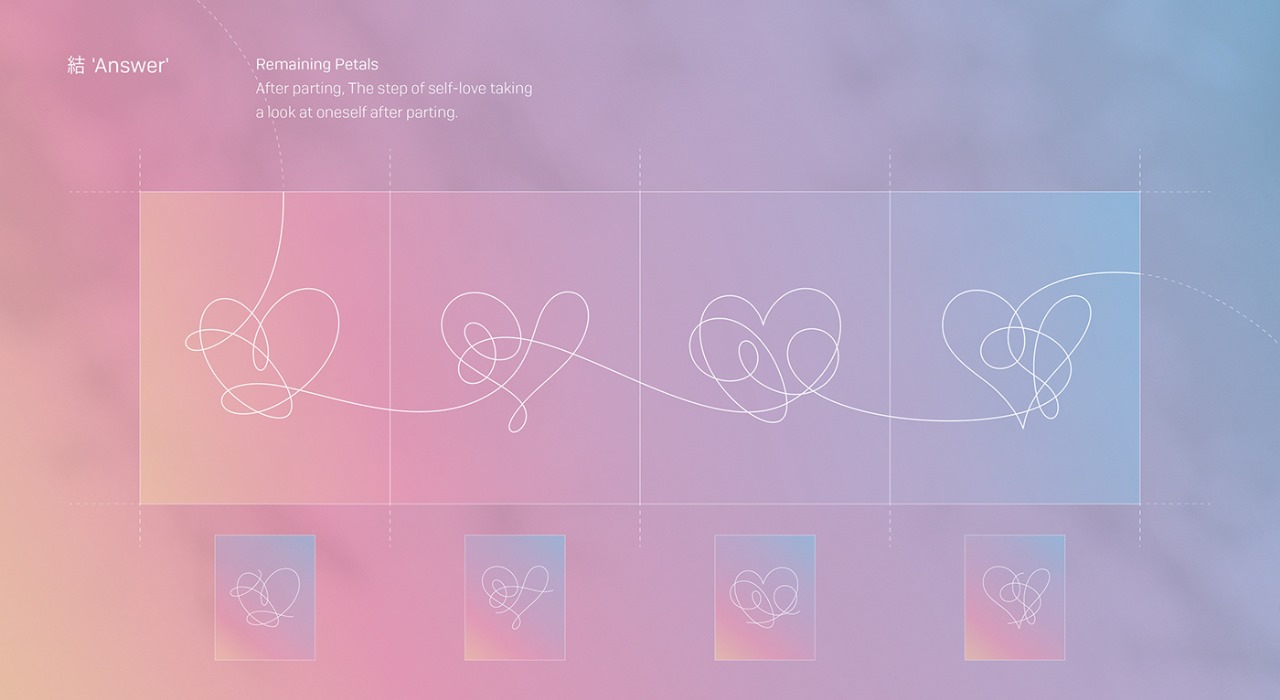 結 'Answer'
Remaining Petals
After parting, The step of self-love taking
a look at oneself after parting.